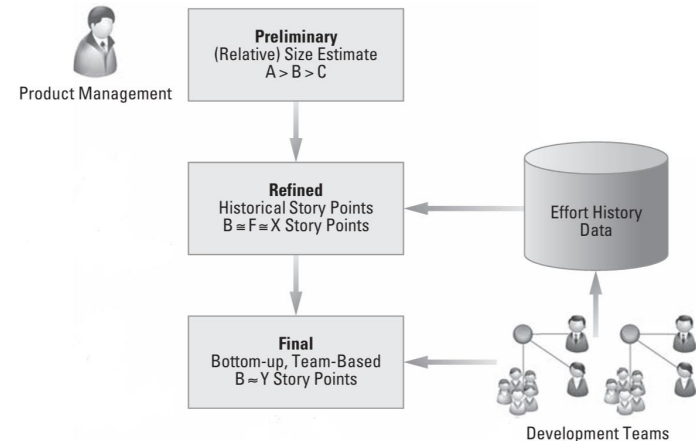 Preliminary
(Relative) Size Estimate
A > B > C
Product Management
Refined
Historical Story Points
B ≅ F ≅ X Story Points
Effort History
Data
Final
Bottom-up, Team-Based
B ≈ Y Story Points
Development Teams